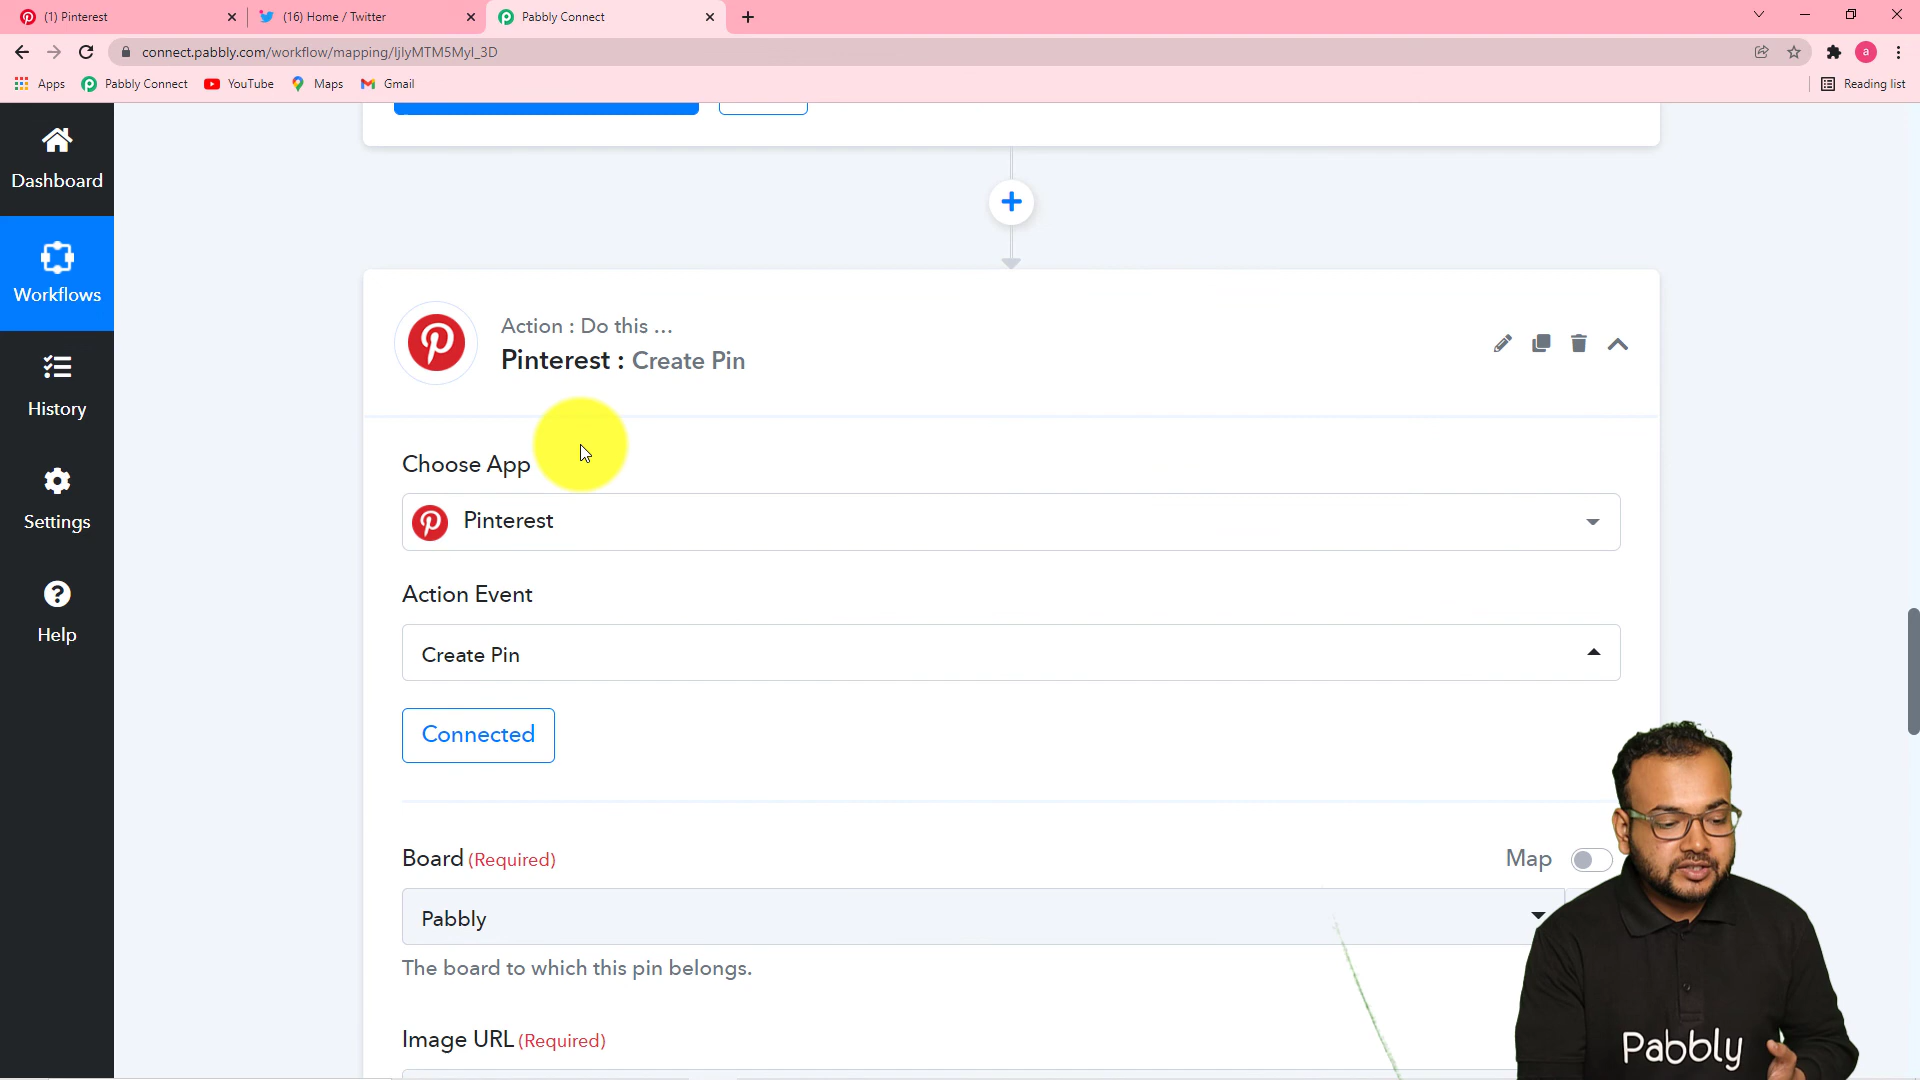 (1) Pinterest
(16) Home / Twitter
Pabbly Connect
connect.pabbly.com/workflow/mapping/IjIyMTM5MyI_3D
a
Apps
Pabbly Connect
YouTube
Maps
Gmail
Reading list
Dashboard
Workflows
History
Settings
Help
Action : Do this ...
Pinterest : Create Pin
Choose App
Pinterest
Action Event
Create Pin
Connected
Board (Required)
Map
Pabbly
The board to which this pin belongs.
Image URL (Required)
Pabbly